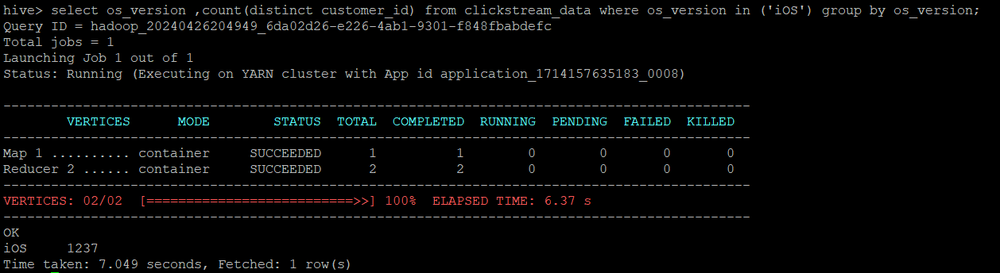 hive> select os_version ,count(distinct customer_id) from clickstream_data where os_version in ('iOS') group by os_version;
Query ID = hadoop_20240426204949_6da02d26-e226-4ab1-9301-f848fbabdefc
Total jobs = 1
Launching Job 1 out of 1
Status: Running (Executing on YARN cluster with App id application_1714157635183_0008)
----------------------------------------------------------------------------------------------
        VERTICES      MODE        STATUS  TOTAL  COMPLETED  RUNNING  PENDING  FAILED  KILLED
----------------------------------------------------------------------------------------------
Map 1 .......... container     SUCCEEDED      1          1        0        0       0       0
Reducer 2 ...... container     SUCCEEDED      2          2        0        0       0       0
----------------------------------------------------------------------------------------------
VERTICES: 02/02  [==========================>>] 100%  ELAPSED TIME: 6.37 s
----------------------------------------------------------------------------------------------
OK
iOS     1237
Time taken: 7.049 seconds, Fetched: 1 row(s)